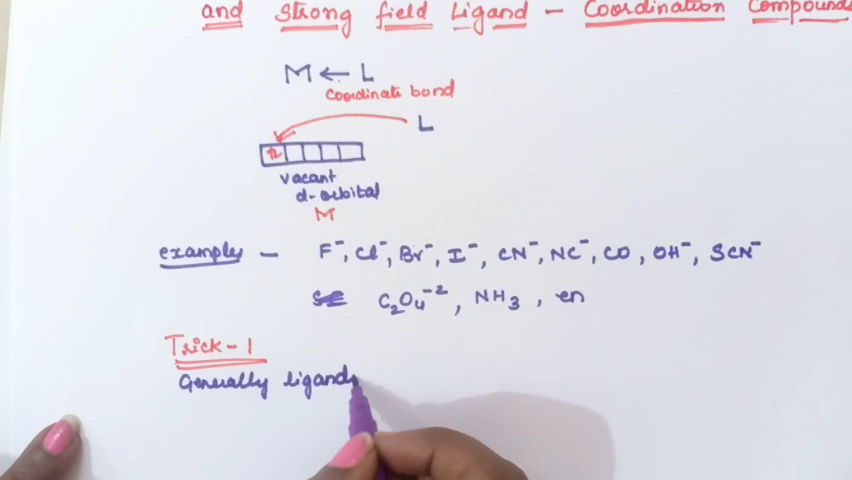 and strong field Ligand - Coordination Compounds
M ← L
Coordinate bond
L
vacant
d-orbital
M
example - F⁻, Cl⁻, Br⁻, I⁻, CN⁻, NC⁻, CO, OH⁻, SCN⁻
C₂O₄⁻², NH₃, en
Trick-1
Generally ligands